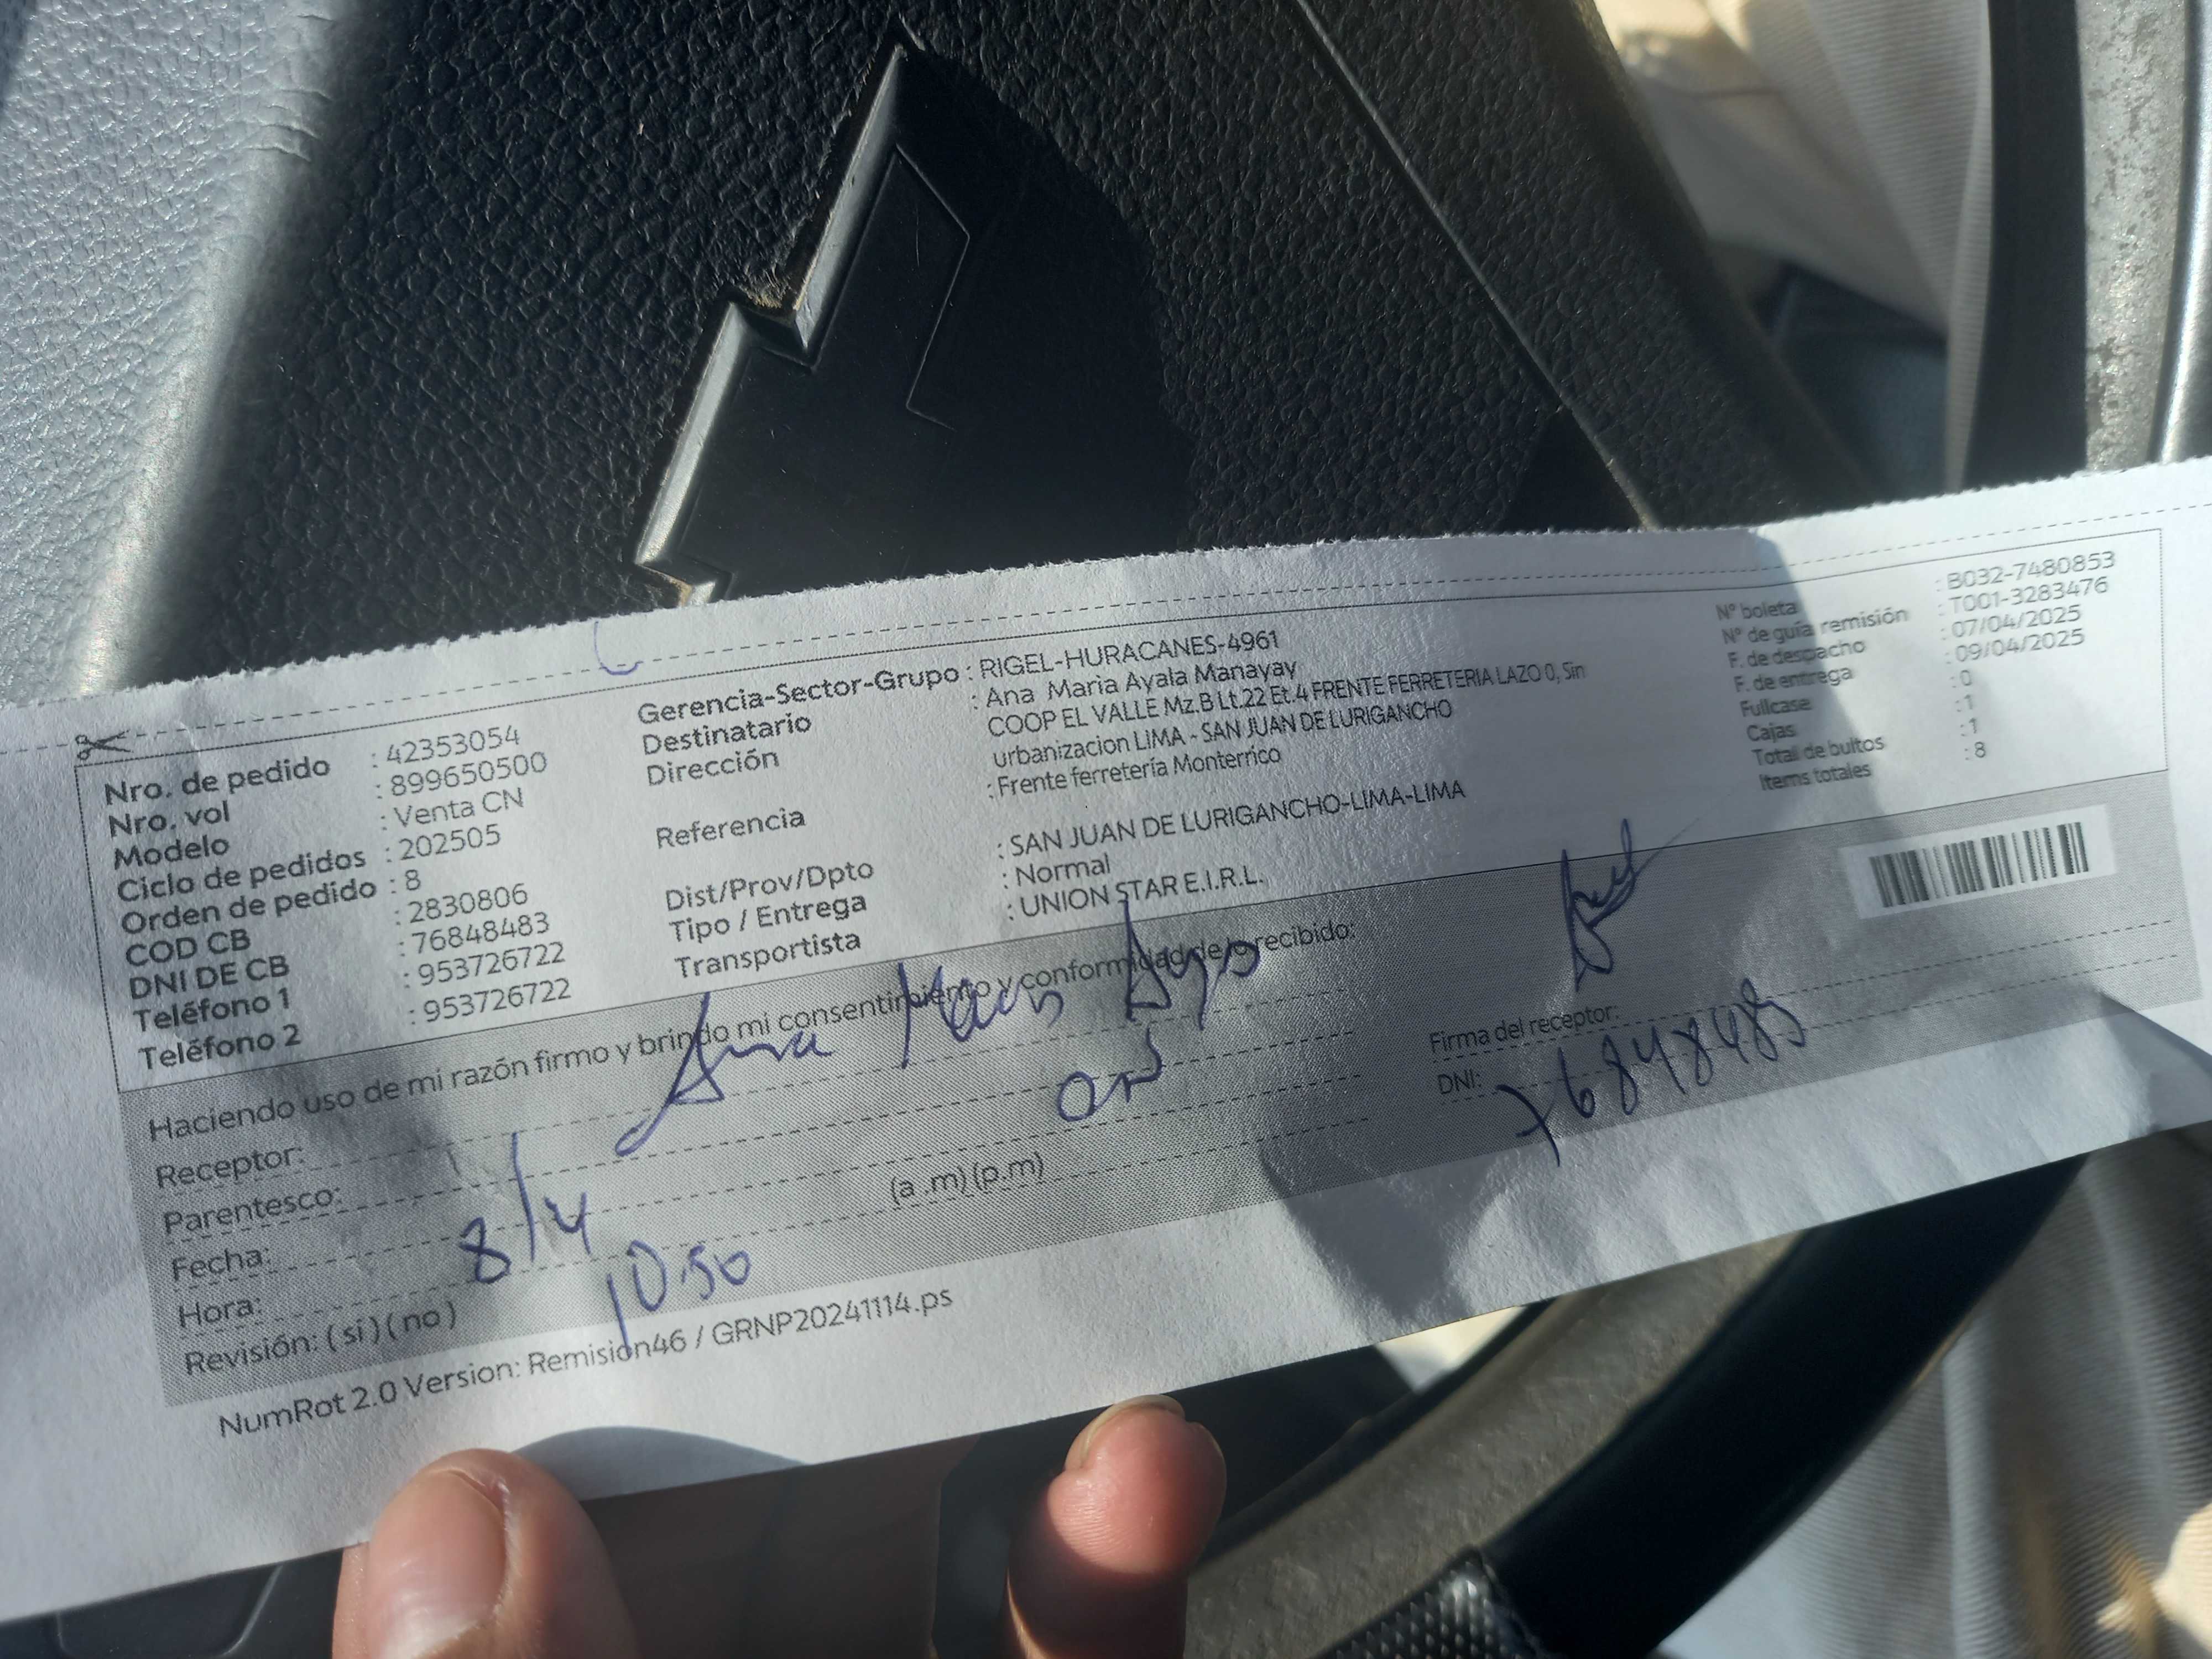 Nro. de pedido : 42353054
Nro. vol : 899650500
Modelo : Venta CN
Ciclo de pedidos : 202505
Orden de pedido : 8
COD CB : 2830806
DNI DE CB : 76848483
Teléfono 1 : 953726722
Teléfono 2 : 953726722
Gerencia-Sector-Grupo : RIGEL-HURACANES-4961
Destinatario : Ana Maria Ayala Manayay
Dirección COOP EL VALLE Mz.B Lt.22 Et.4 FRENTE FERRETERIA LAZO 0, Sin
urbanizacion LIMA - SAN JUAN DE LURIGANCHO
Referencia : Frente ferretería Monterrico
Dist/Prov/Dpto : SAN JUAN DE LURIGANCHO-LIMA-LIMA
Tipo / Entrega : Normal
Transportista : UNION STAR E.I.R.L.
N° boleta : B032-7480853
N° de guía remisión : T001-3283476
F. de despacho : 07/04/2025
F. de entrega : 09/04/2025
Fullcase : 0
Cajas : 1
Total de bultos : 1
Items totales : 8
Haciendo uso de mi razón firmo y brindo mi consentimiento y conformidad de lo recibido:
Receptor: Ana
Parentesco:
Fecha: 8/4
Hora: 10:50 (a .m) (p.m)
Revisión: ( si ) ( no )
Firma del receptor:
DNI: 76848483
NumRot 2.0 Version: Remision46 / GRNP20241114.ps